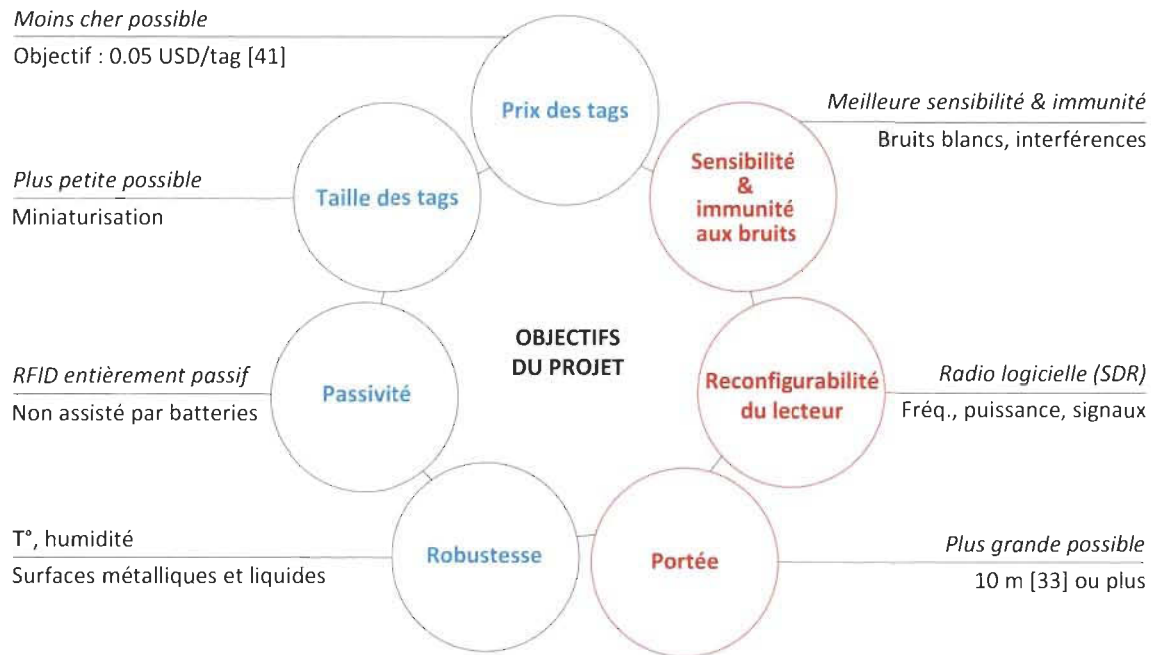 Moins cher possible
Objectif : 0.05 USD/tag [41]
Prix des tags
Meilleure sensibilité & immunité
Bruits blancs, interférences
Sensibilité
&
immunité
aux bruits
Plus petite possible
Miniaturisation
Taille des tags
OBJECTIFS
DU PROJET
RFID entièrement passif
Non assisté par batteries
Passivité
Reconfigurabilité
du lecteur
Radio logicielle (SDR)
Fréq., puissance, signaux
T°, humidité
Surfaces métalliques et liquides
Robustesse
Portée
Plus grande possible
10 m [33] ou plus